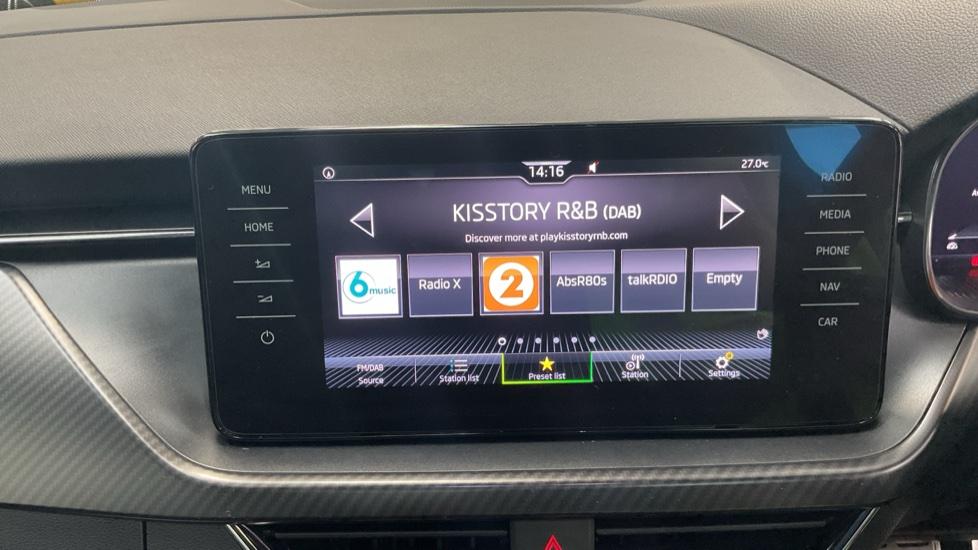 MENU
HOME
14:16
27.0°C
KISSTORY R&B (DAB)
Discover more at playkisstoryrnb.com
6 music
Radio X
2
AbsR80s
talkRDIO
Empty
FM/DAB
Source
Station list
Preset list
Station
Settings
RADIO
MEDIA
PHONE
NAV
CAR